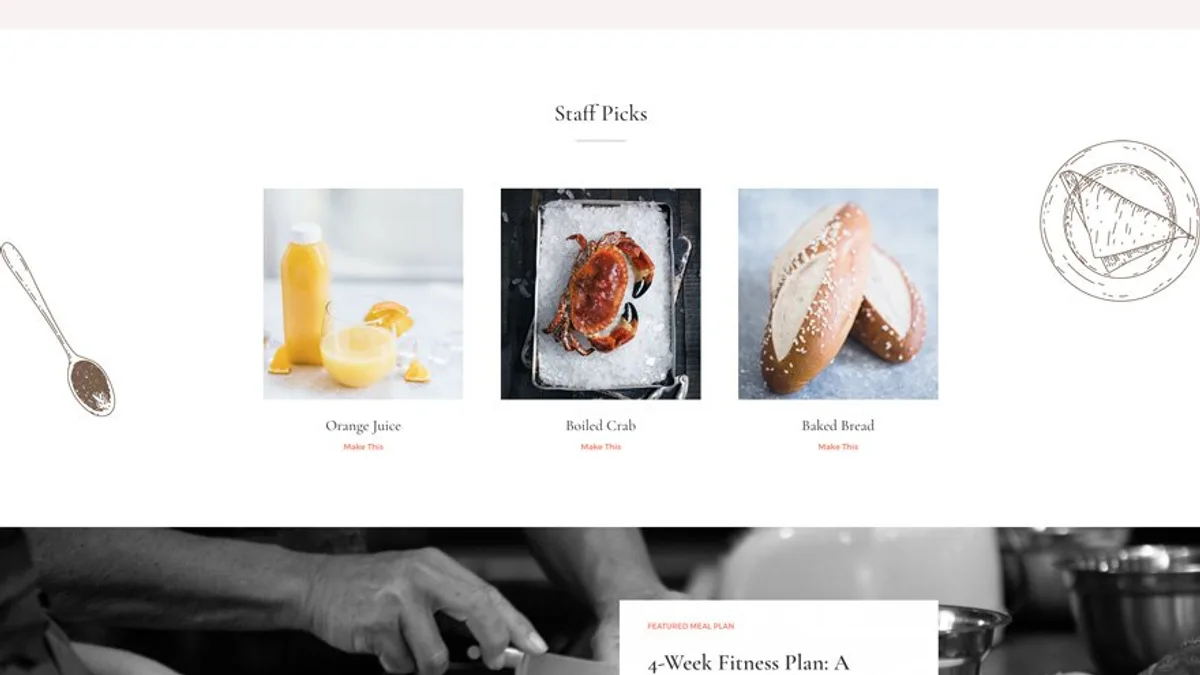 Staff Picks
Orange Juice
Boiled Crab
Baked Bread
Make This
Make This
Make This
FEATURED MEAL PLAN
4-Week Fitness Plan: A